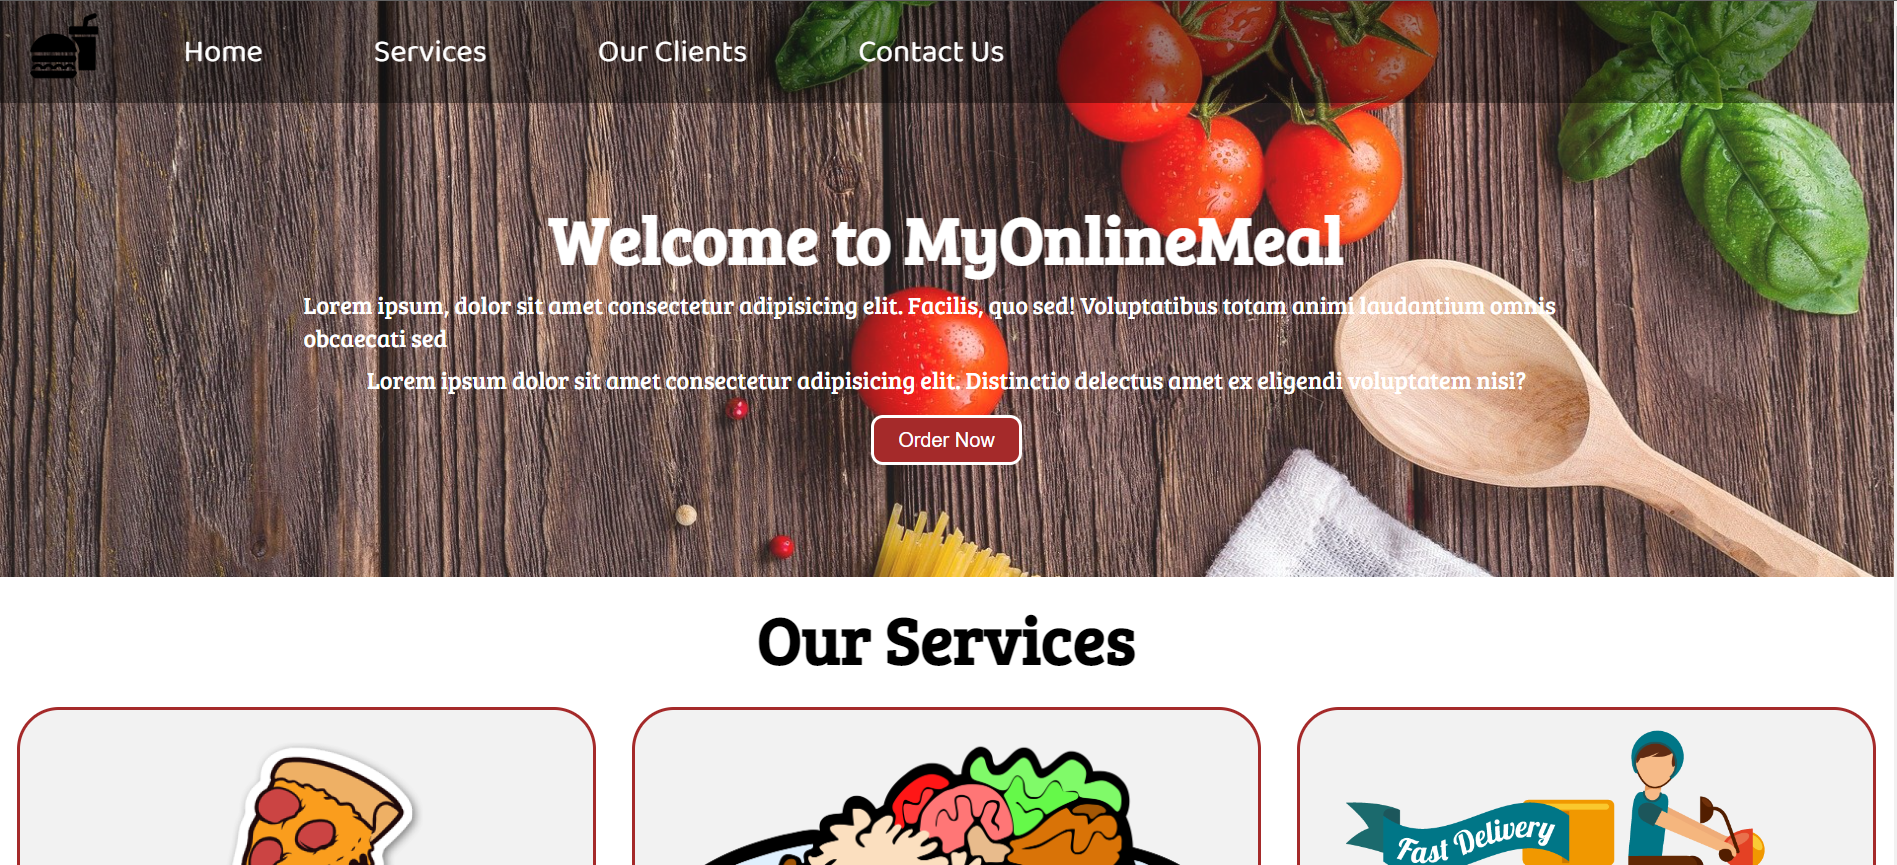 Home Services Our Clients Contact Us
Welcome to MyOnlineMeal
Lorem ipsum, dolor sit amet consectetur adipisicing elit. Facilis, quo sed! Voluptatibus totam animi laudantium omnis
obcaecati sed
Lorem ipsum dolor sit amet consectetur adipisicing elit. Distinctio delectus amet ex eligendi voluptatem nisi?
Order Now
Our Services
Fast Delivery